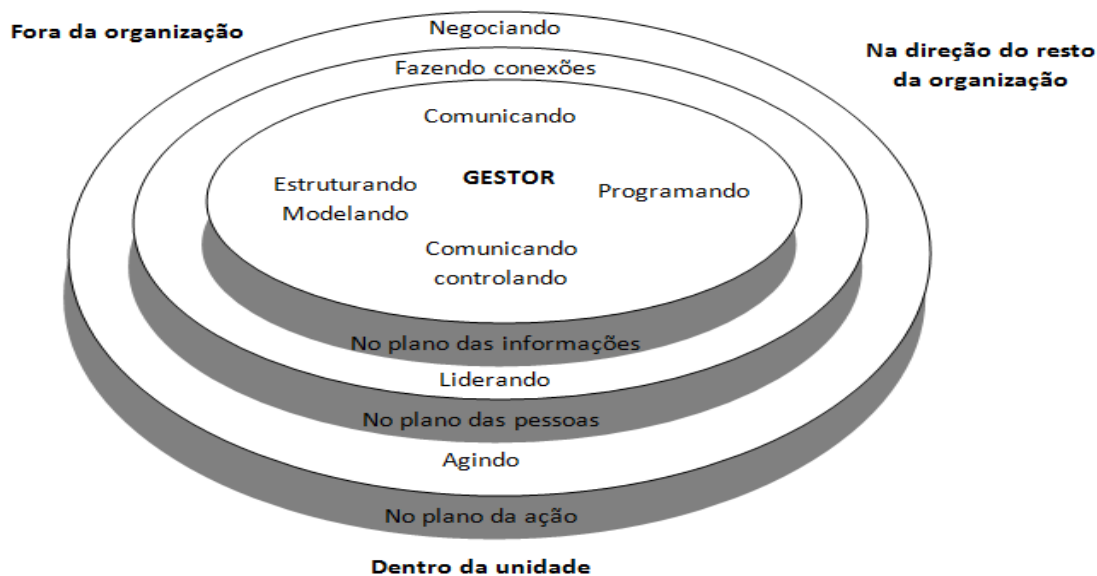 Fora da organização
Negociando
Na direção do resto
da organização
Fazendo conexões
Comunicando
GESTOR
Estruturando
Modelando
Programando
Comunicando
controlando
No plano das informações
Liderando
No plano das pessoas
Agindo
No plano da ação
Dentro da unidade